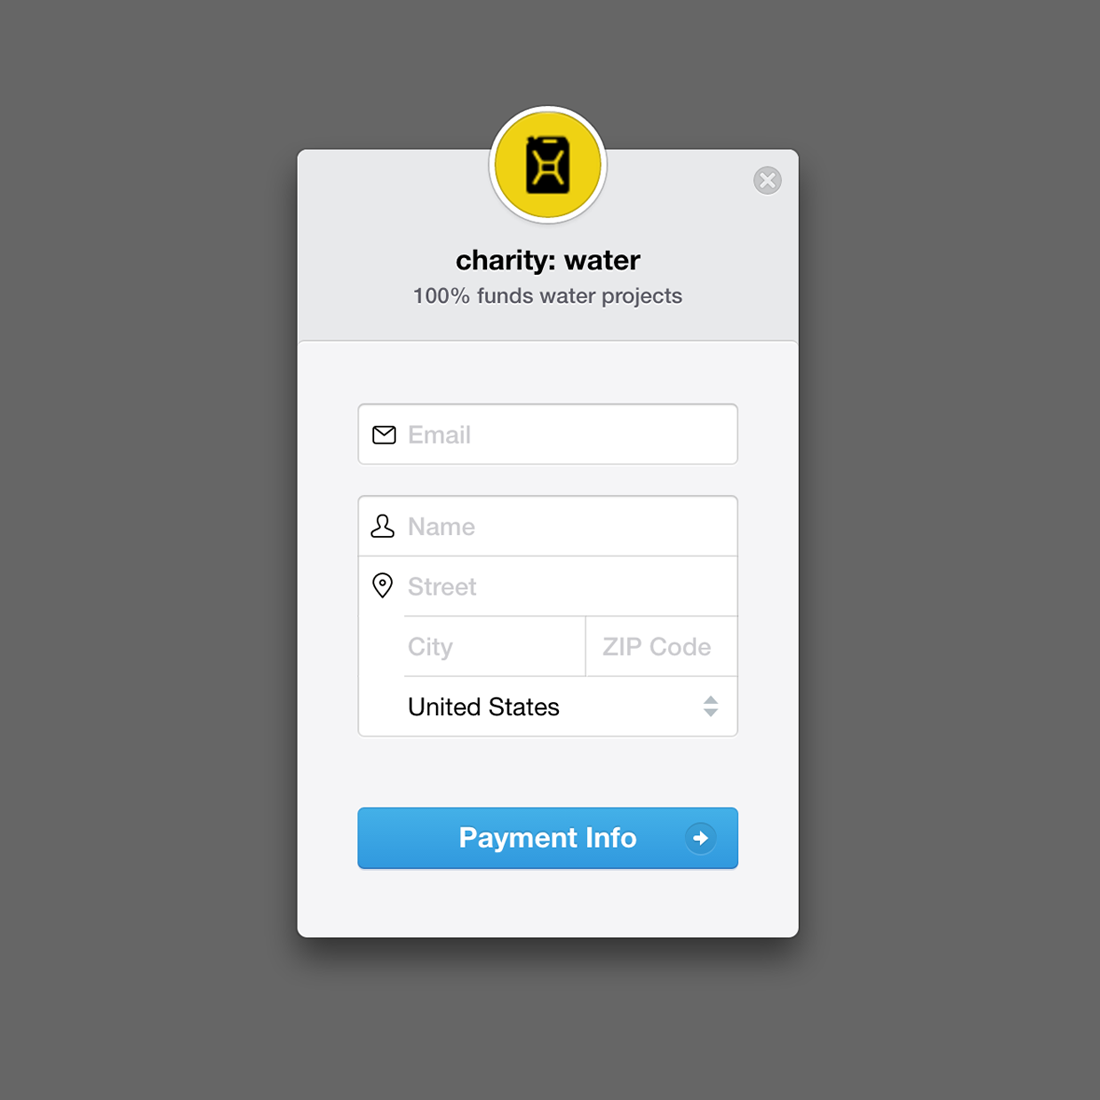 charity: water
100% funds water projects
Email
Name
Street
City ZIP Code
United States
Payment Info